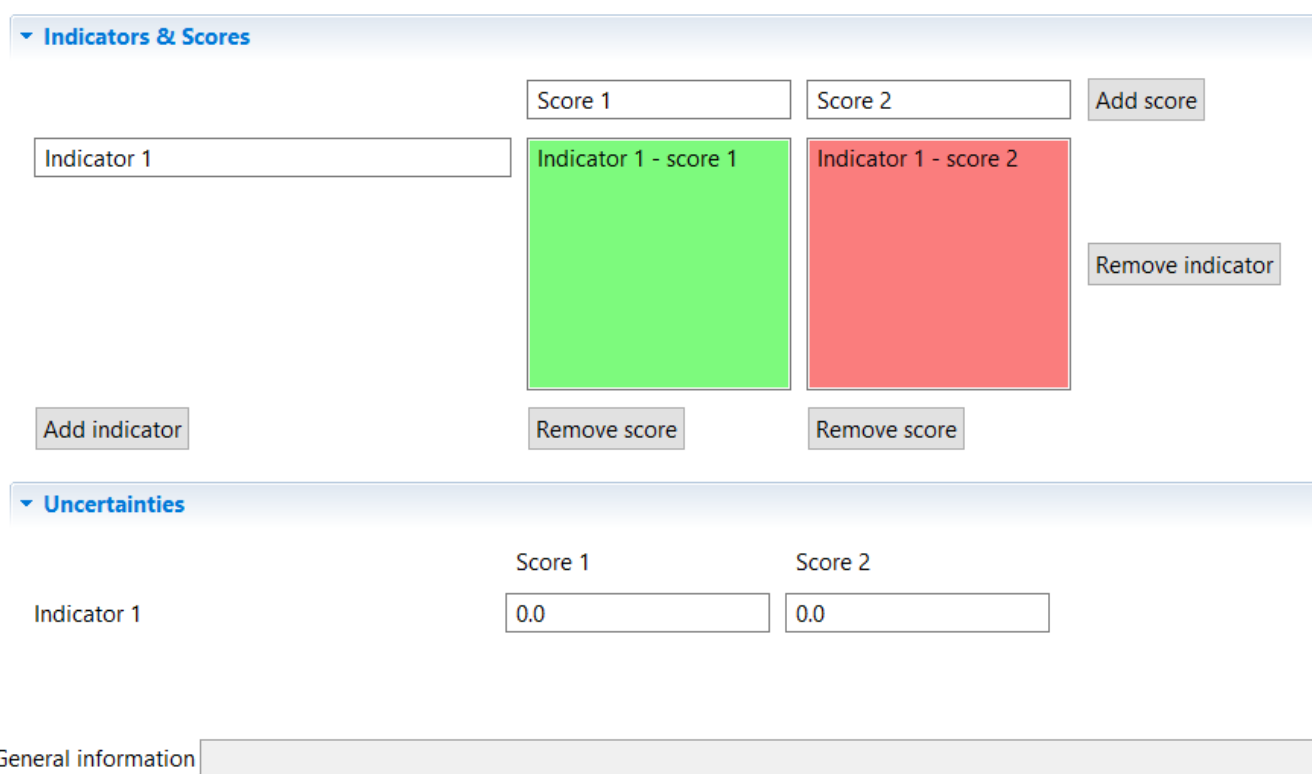 Indicators & Scores
Score 1 Score 2 Add score
Indicator 1 Indicator 1 - score 1 Indicator 1 - score 2
Remove indicator
Add indicator Remove score Remove score
Uncertainties
Score 1 Score 2
Indicator 1 0.0 0.0
General information